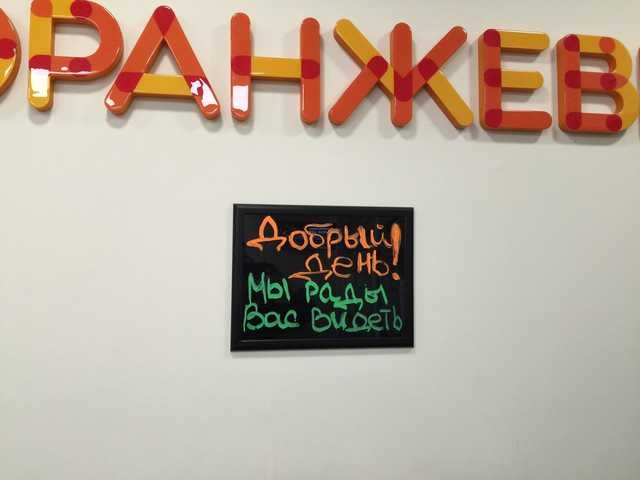 ОРАНЖЕВ
Добрый
день!
Мы рады
Вас видеть